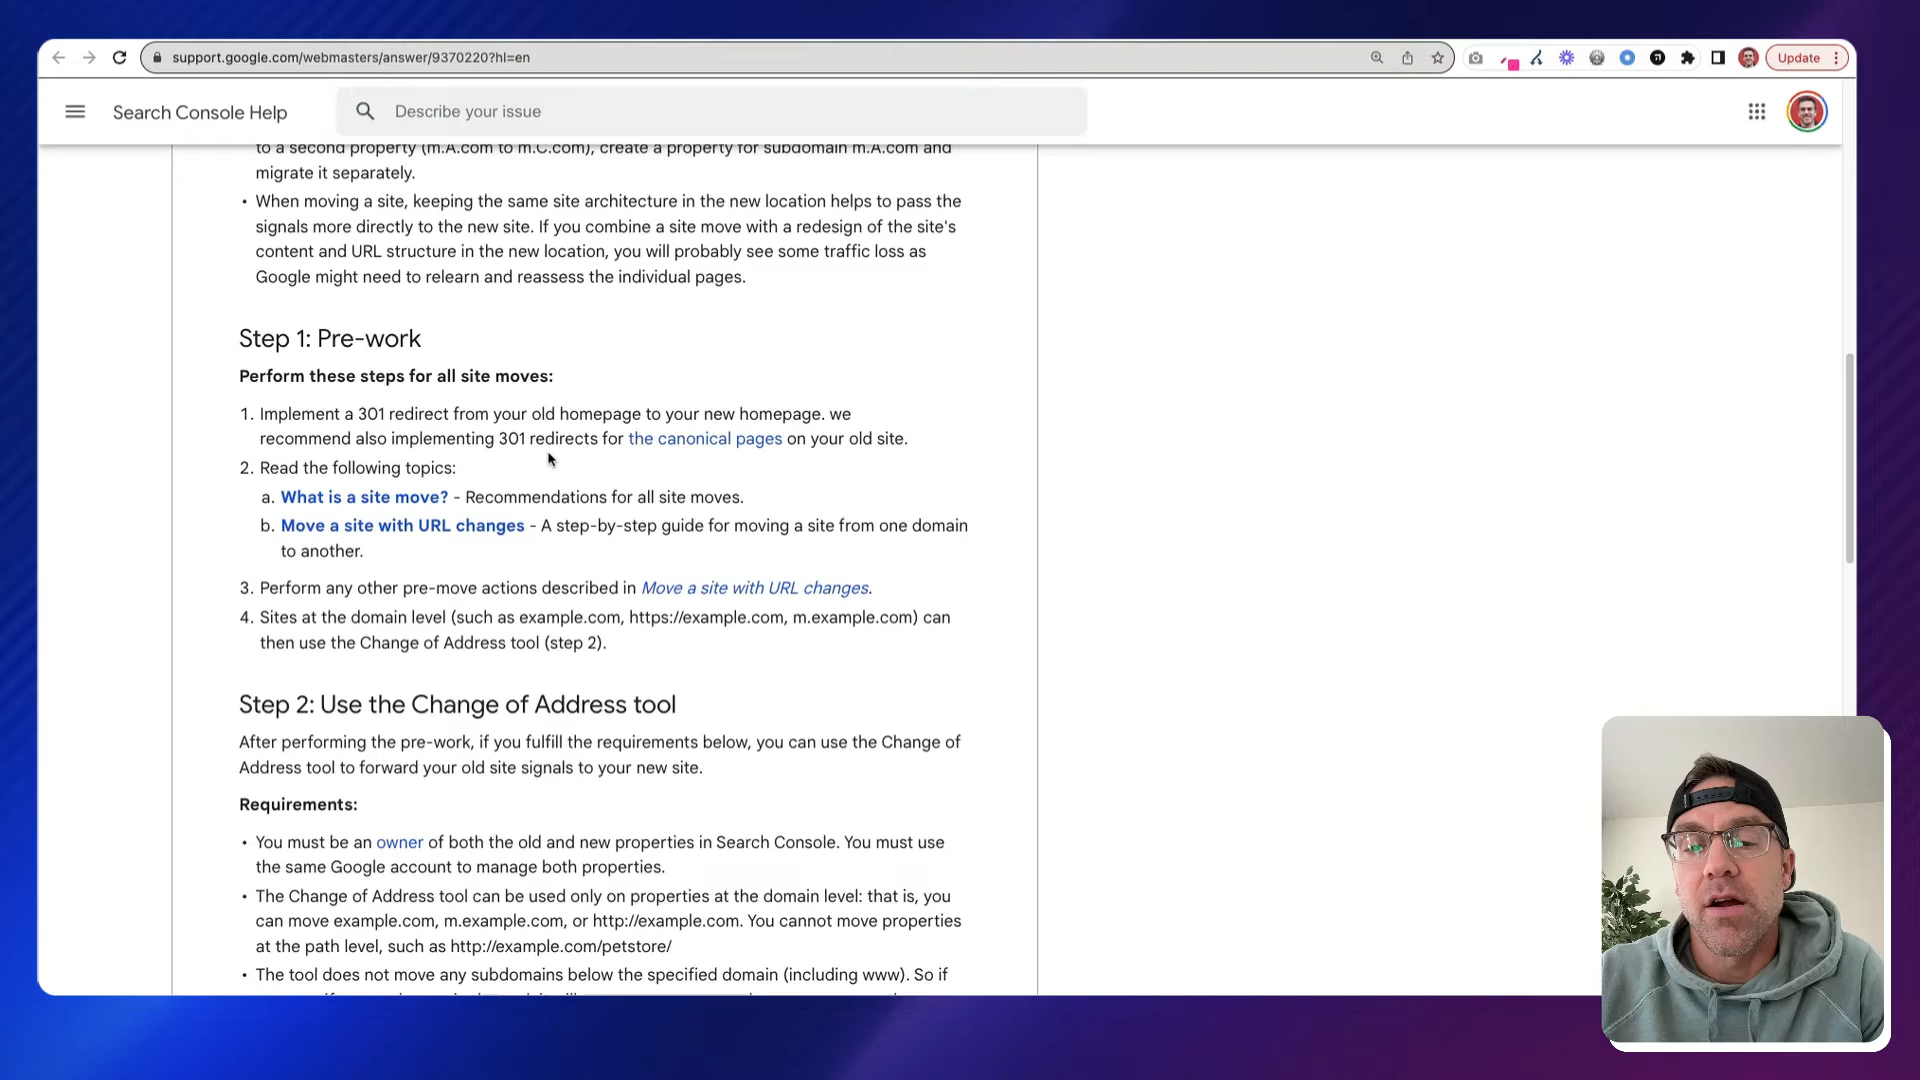 support.google.com/webmasters/answer/9370220?hl=en
Update
Search Console Help
Describe your issue
to a second property (m.A.com to m.C.com), create a property for subdomain m.A.com and
migrate it separately.
• When moving a site, keeping the same site architecture in the new location helps to pass the
signals more directly to the new site. If you combine a site move with a redesign of the site's
content and URL structure in the new location, you will probably see some traffic loss as
Google might need to relearn and reassess the individual pages.
Step 1: Pre-work
Perform these steps for all site moves:
1. Implement a 301 redirect from your old homepage to your new homepage. we
recommend also implementing 301 redirects for the canonical pages on your old site.
2. Read the following topics:
a. What is a site move? - Recommendations for all site moves.
b. Move a site with URL changes - A step-by-step guide for moving a site from one domain
to another.
3. Perform any other pre-move actions described in Move a site with URL changes.
4. Sites at the domain level (such as example.com, https://example.com, m.example.com) can
then use the Change of Address tool (step 2).
Step 2: Use the Change of Address tool
After performing the pre-work, if you fulfill the requirements below, you can use the Change of
Address tool to forward your old site signals to your new site.
Requirements:
• You must be an owner of both the old and new properties in Search Console. You must use
the same Google account to manage both properties.
• The Change of Address tool can be used only on properties at the domain level: that is, you
can move example.com, m.example.com, or http://example.com. You cannot move properties
at the path level, such as http://example.com/petstore/
• The tool does not move any subdomains below the specified domain (including www). So if